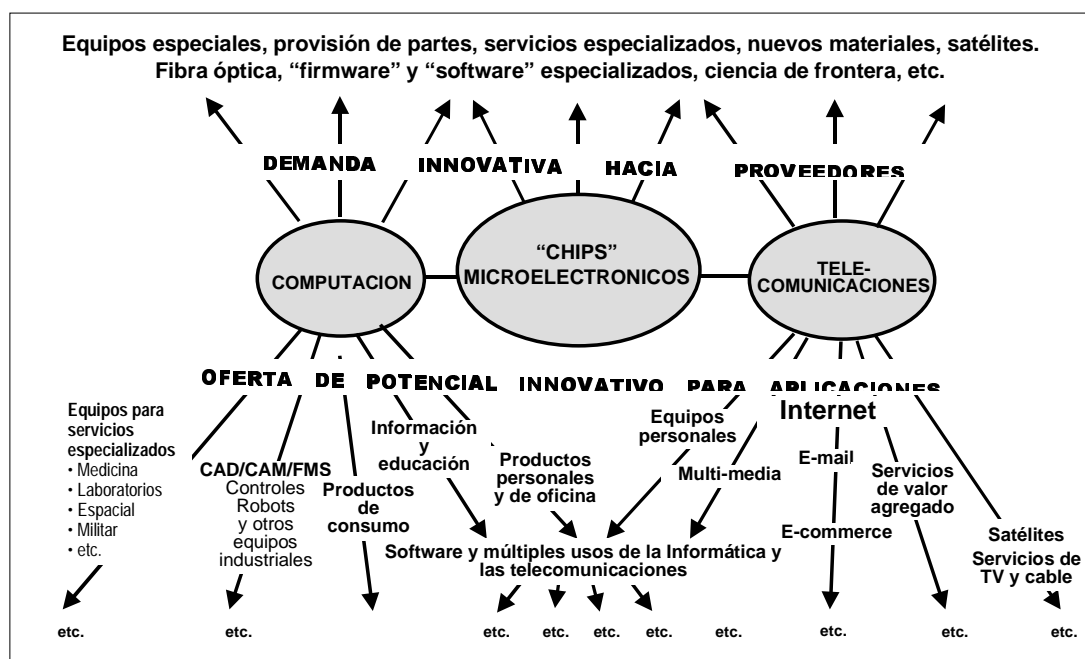 Equipos especiales, provisión de partes, servicios especializados, nuevos materiales, satélites.
Fibra óptica, “firmware” y “software” especializados, ciencia de frontera, etc.
DEMANDA INNOVATIVA HACIA PROVEEDORES
COMPUTACION
“CHIPS”
MICROELECTRONICOS
TELE-
COMUNICACIONES
OFERTA DE POTENCIAL INNOVATIVO PARA APLICACIONES
Equipos para
servicios
especializados
• Medicina
• Laboratorios
• Espacial
• Militar
• etc.
CAD/CAM/FMS
Controles
Robots
y otros
equipos
industriales
Productos
de
consumo
Información
y
educación
Productos
personales
y de oficina
Equipos
personales
Multi-media
Internet
E-mail
E-commerce
Servicios
de valor
agregado
Satélites
Servicios de
TV y cable
Software y múltiples usos de la Informática y
las telecomunicaciones
etc. etc. etc. etc. etc. etc. etc. etc. etc. etc.